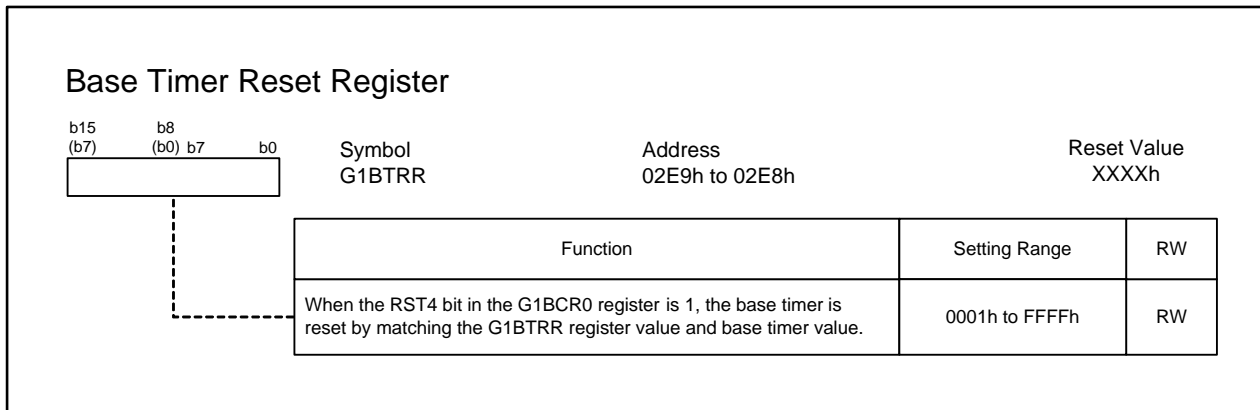 Base Timer Reset Register
b15 b8
(b7) (b0) b7 b0
Symbol Address Reset Value
G1BTRR 02E9h to 02E8h XXXXh
Function Setting Range RW
When the RST4 bit in the G1BCR0 register is 1, the base timer is
reset by matching the G1BTRR register value and base timer value.
0001h to FFFFh RW